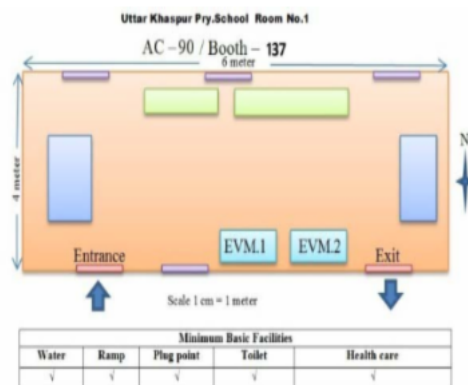 Uttar Khaspur Pry.School Room No.1
AC – 90 / Booth – 137
6 meter
4 meter
N
EVM.1
EVM.2
Entrance
Exit
Scale 1 cm = 1 meter
Minimum Basic Facilities
Water Ramp Plug point Toilet Health care
√ √ √ √ √